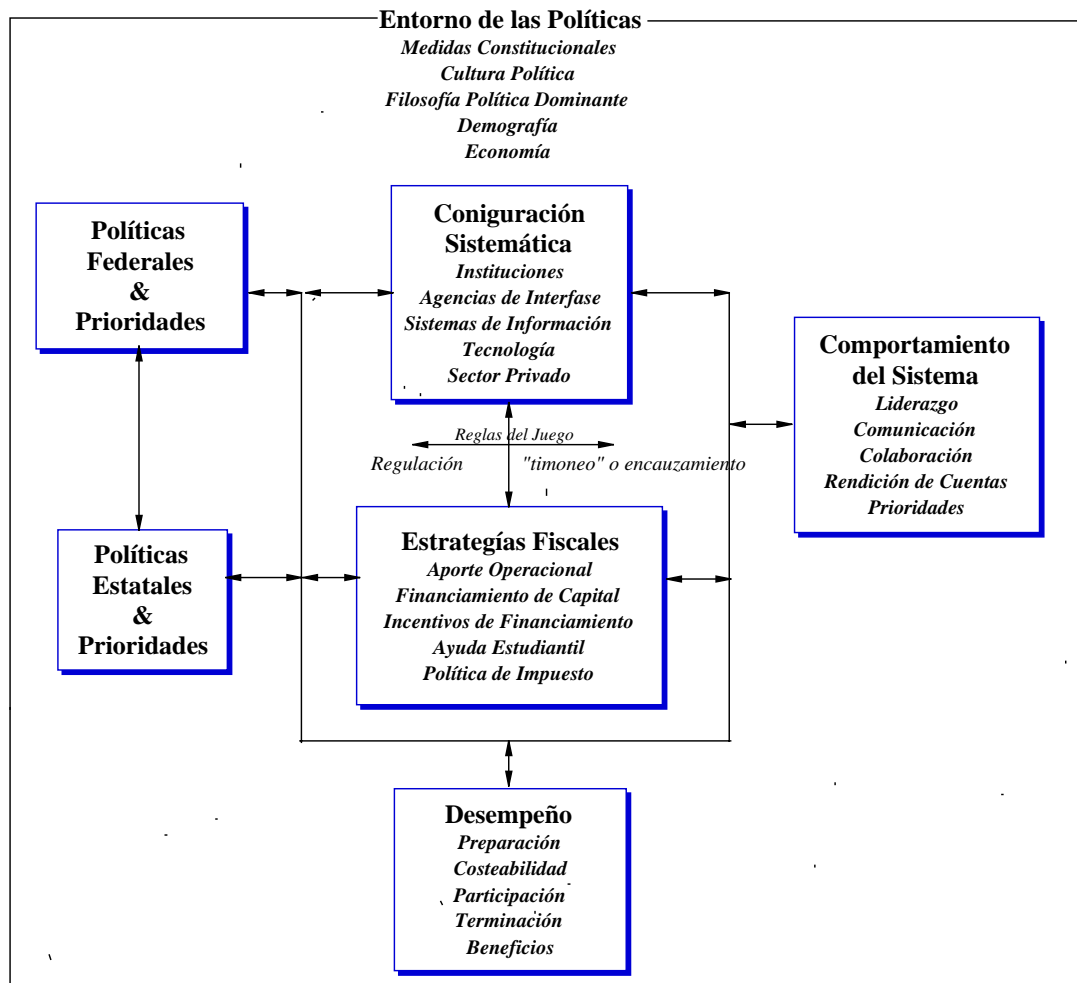 Entorno de las Políticas
Medidas Constitucionales
Cultura Política
Filosofía Política Dominante
Demografía
Economía
Políticas
Federales
&
Prioridades
Coniguración
Sistemática
Instituciones
Agencias de Interfase
Sistemas de Información
Tecnología
Sector Privado
Comportamiento
del Sistema
Liderazgo
Comunicación
Colaboración
Rendición de Cuentas
Prioridades
Reglas del Juego
Regulación
"timoneo" o encauzamiento
Políticas
Estatales
&
Prioridades
Estrategías Fiscales
Aporte Operacional
Financiamiento de Capital
Incentivos de Financiamiento
Ayuda Estudiantil
Política de Impuesto
Desempeño
Preparación
Costeabilidad
Participación
Terminación
Beneficios